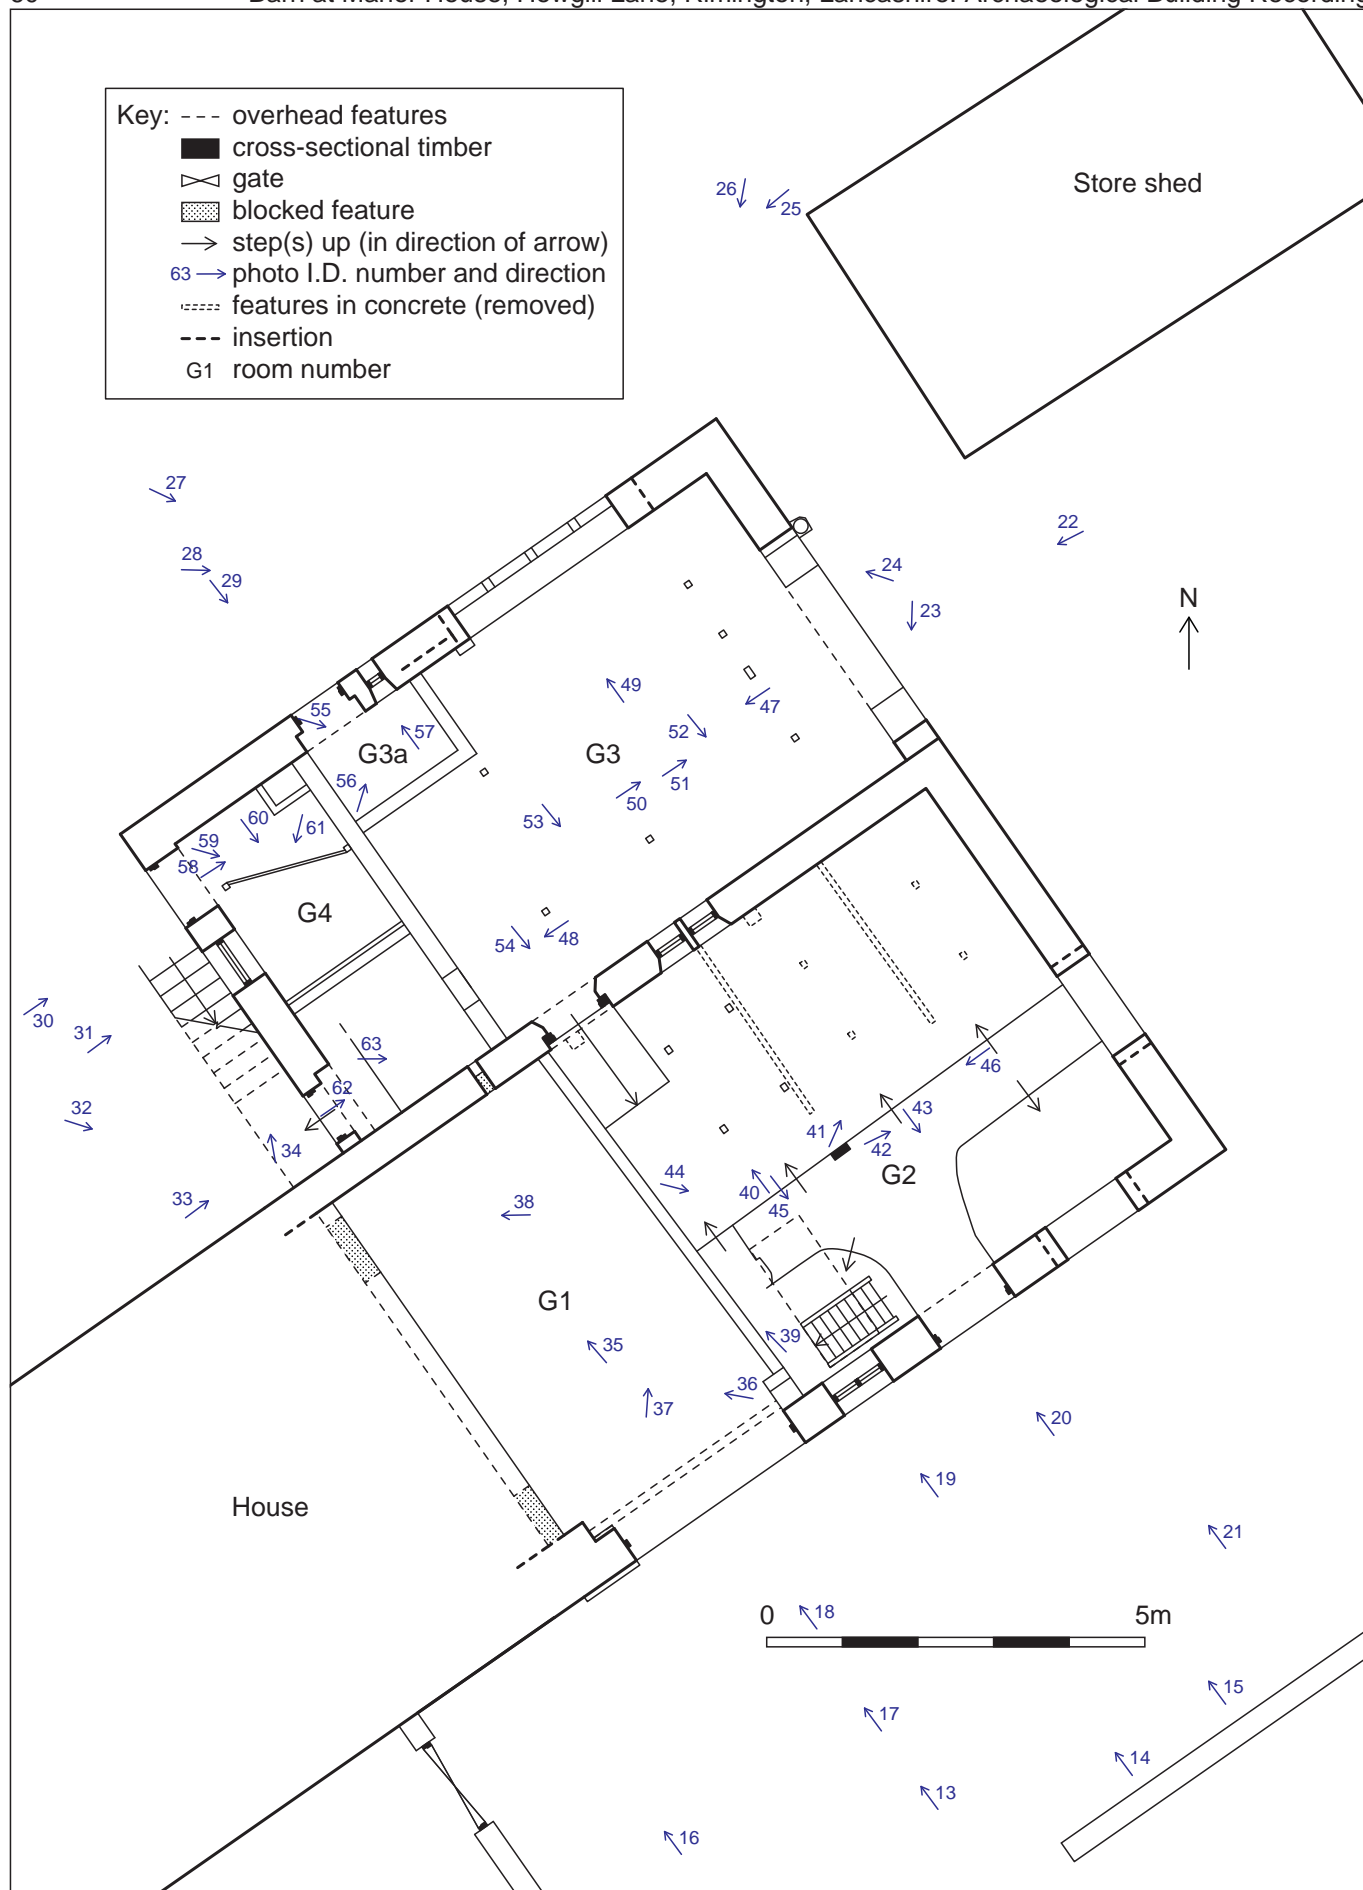 Barn at Manor House, Howgill Lane, Rimington, Lancashire: Archaeological Building Recording
Key:
overhead features
cross-sectional timber
gate
blocked feature
step(s) up (in direction of arrow)
63 photo I.D. number and direction
features in concrete (removed)
insertion
G1 room number
Store shed
26
25
27
22
28
29
24
23
N
49
47
55
57
52
G3a
G3
56
51
50
60
61
53
59
58
G4
54
48
30
31
63
46
62
43
32
41
42
34
44
40
G2
45
33
38
G1
39
35
36
37
20
19
House
21
0 5m
18
15
17
14
13
16